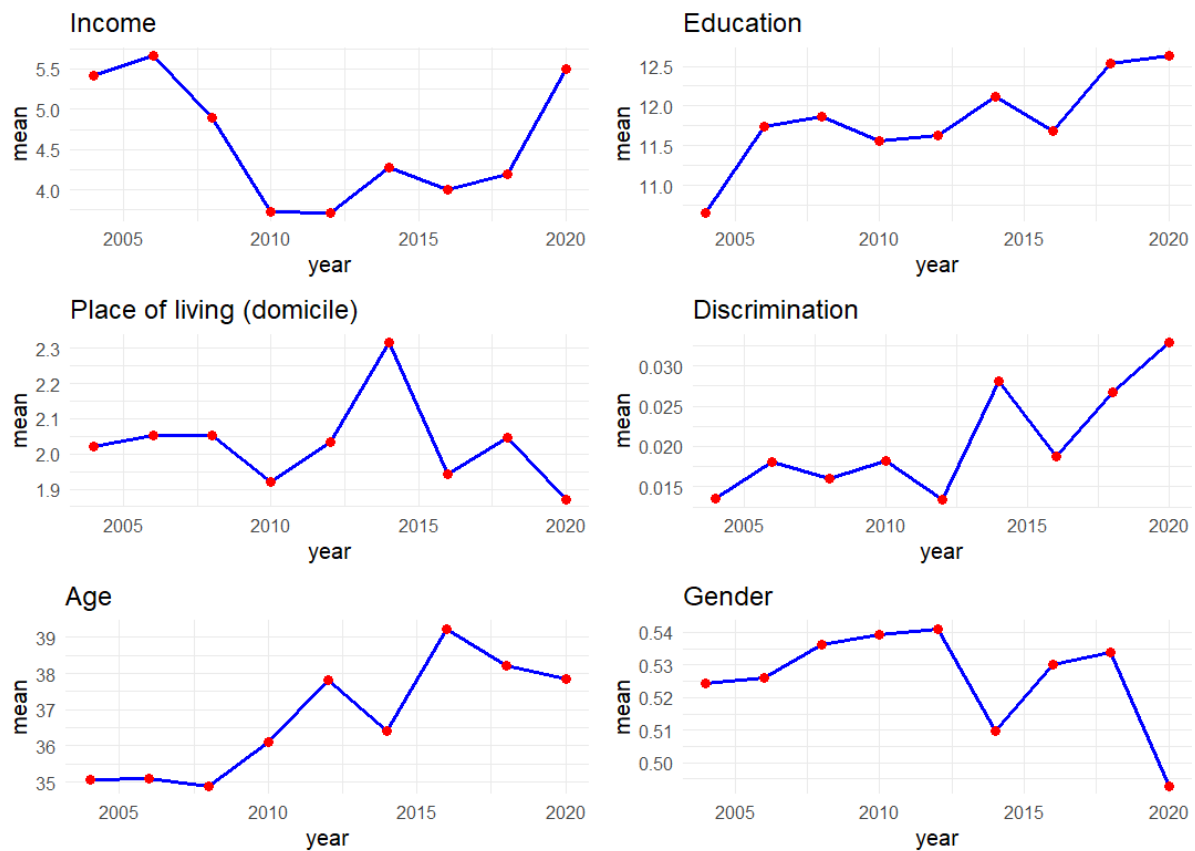 Income
mean
5.5
5.0
4.5
4.0
2005 2010 2015 2020
year
Education
mean
12.5
12.0
11.5
11.0
2005 2010 2015 2020
year
Place of living (domicile)
mean
2.3
2.2
2.1
2.0
1.9
2005 2010 2015 2020
year
Discrimination
mean
0.030
0.025
0.020
0.015
2005 2010 2015 2020
year
Age
mean
39
38
37
36
35
2005 2010 2015 2020
year
Gender
mean
0.54
0.53
0.52
0.51
0.50
2005 2010 2015 2020
year